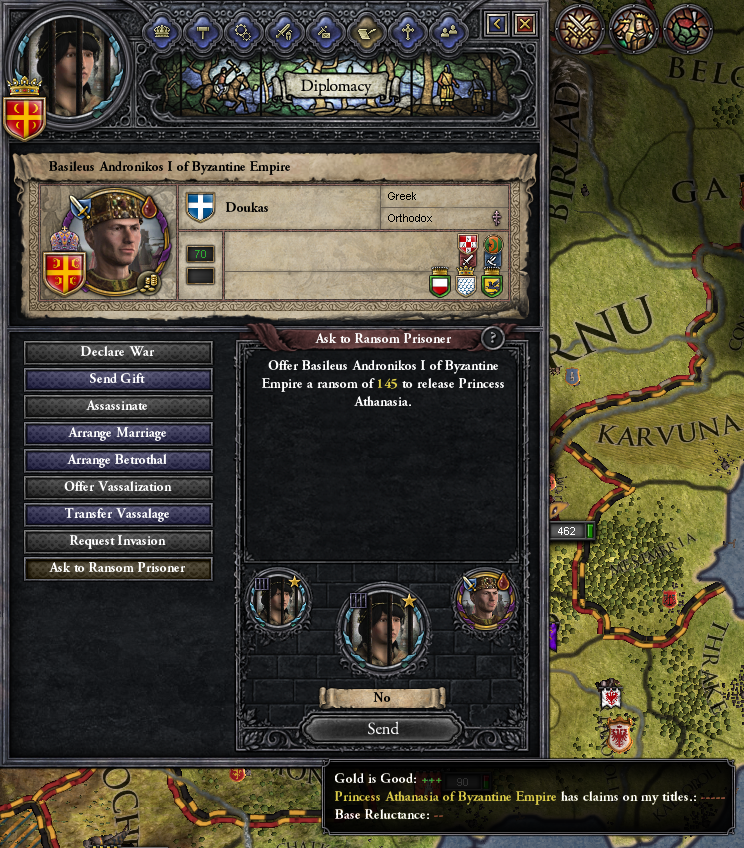 Diplomacy
BELG
BIRLAD
GA
Basileus Andronikos I of Byzantine Empire
Doukas
Greek
Orthodox
70
Declare War
Send Gift
Assassinate
Arrange Marriage
Arrange Betrothal
Offer Vassalization
Transfer Vassalage
Request Invasion
Ask to Ransom Prisoner
Ask to Ransom Prisoner
?
Offer Basileus Andronikos I of Byzantine
Empire a ransom of 145 to release Princess
Athanasia.
No
Send
RNU
KARVUNA
462
90
OCH
Gold is Good: +++
Princess Athanasia of Byzantine Empire has claims on my titles.: -----
Base Reluctance: --